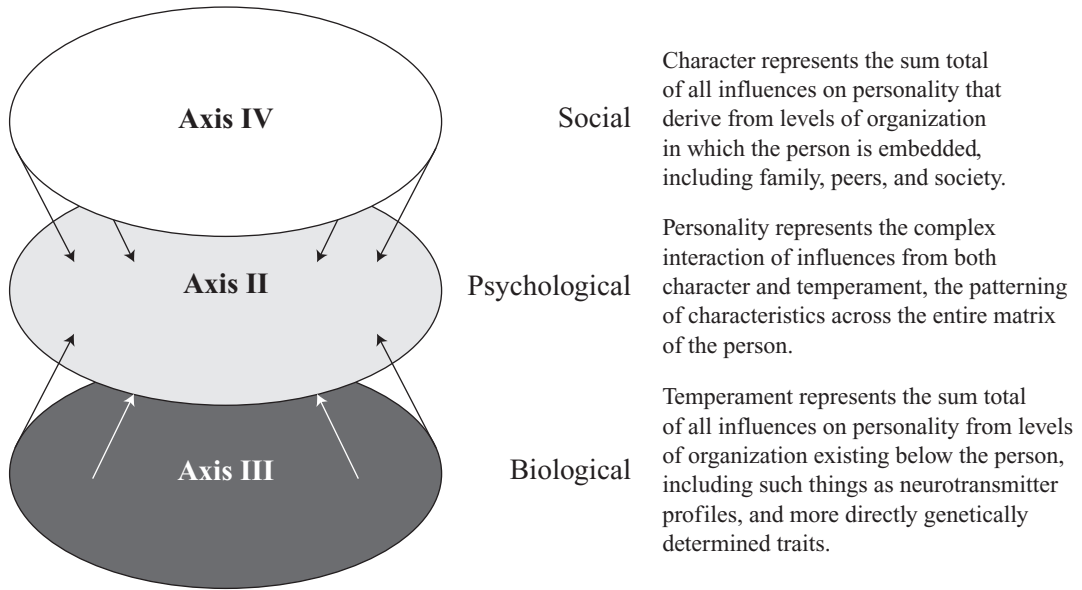 Axis IV
Social
Character represents the sum total
of all influences on personality that
derive from levels of organization
in which the person is embedded,
including family, peers, and society.
Axis II
Psychological
Personality represents the complex
interaction of influences from both
character and temperament, the patterning
of characteristics across the entire matrix
of the person.
Axis III
Biological
Temperament represents the sum total
of all influences on personality from levels
of organization existing below the person,
including such things as neurotransmitter
profiles, and more directly genetically
determined traits.